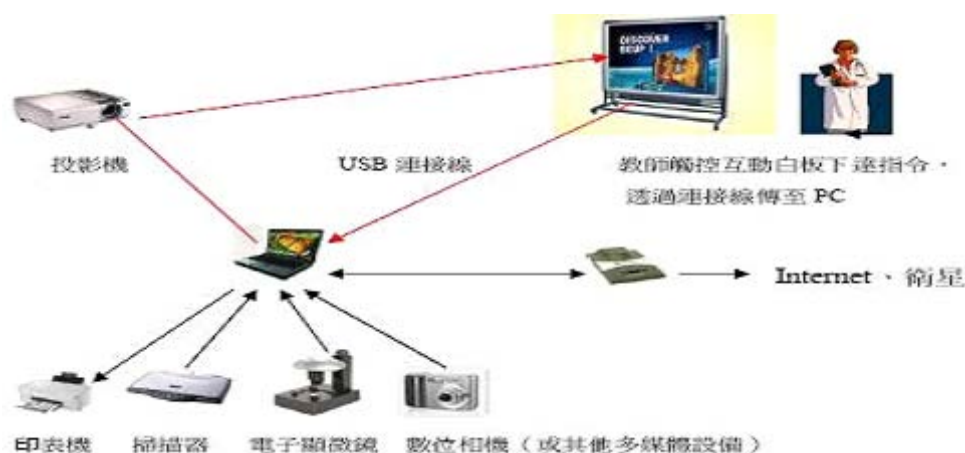 DISCOVER
投影機
USB 連接線
教師觸控互動白板下達指令，
透過連接線傳至 PC
Internet、衛星
印表機
掃描器
電子顯微鏡
數位相機（或其他多媒體設備）